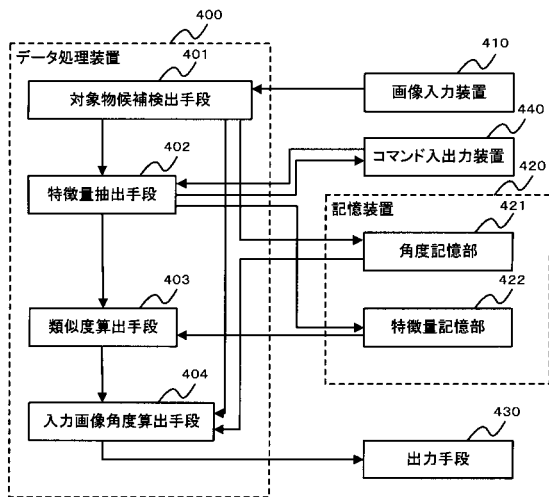 400
データ処理装置
401
対象物候補検出手段
410
画像入力装置
440
コマンド入出力装置
402
特徴量抽出手段
420
記憶装置
421
角度記憶部
422
特徴量記憶部
403
類似度算出手段
404
入力画像角度算出手段
430
出力手段